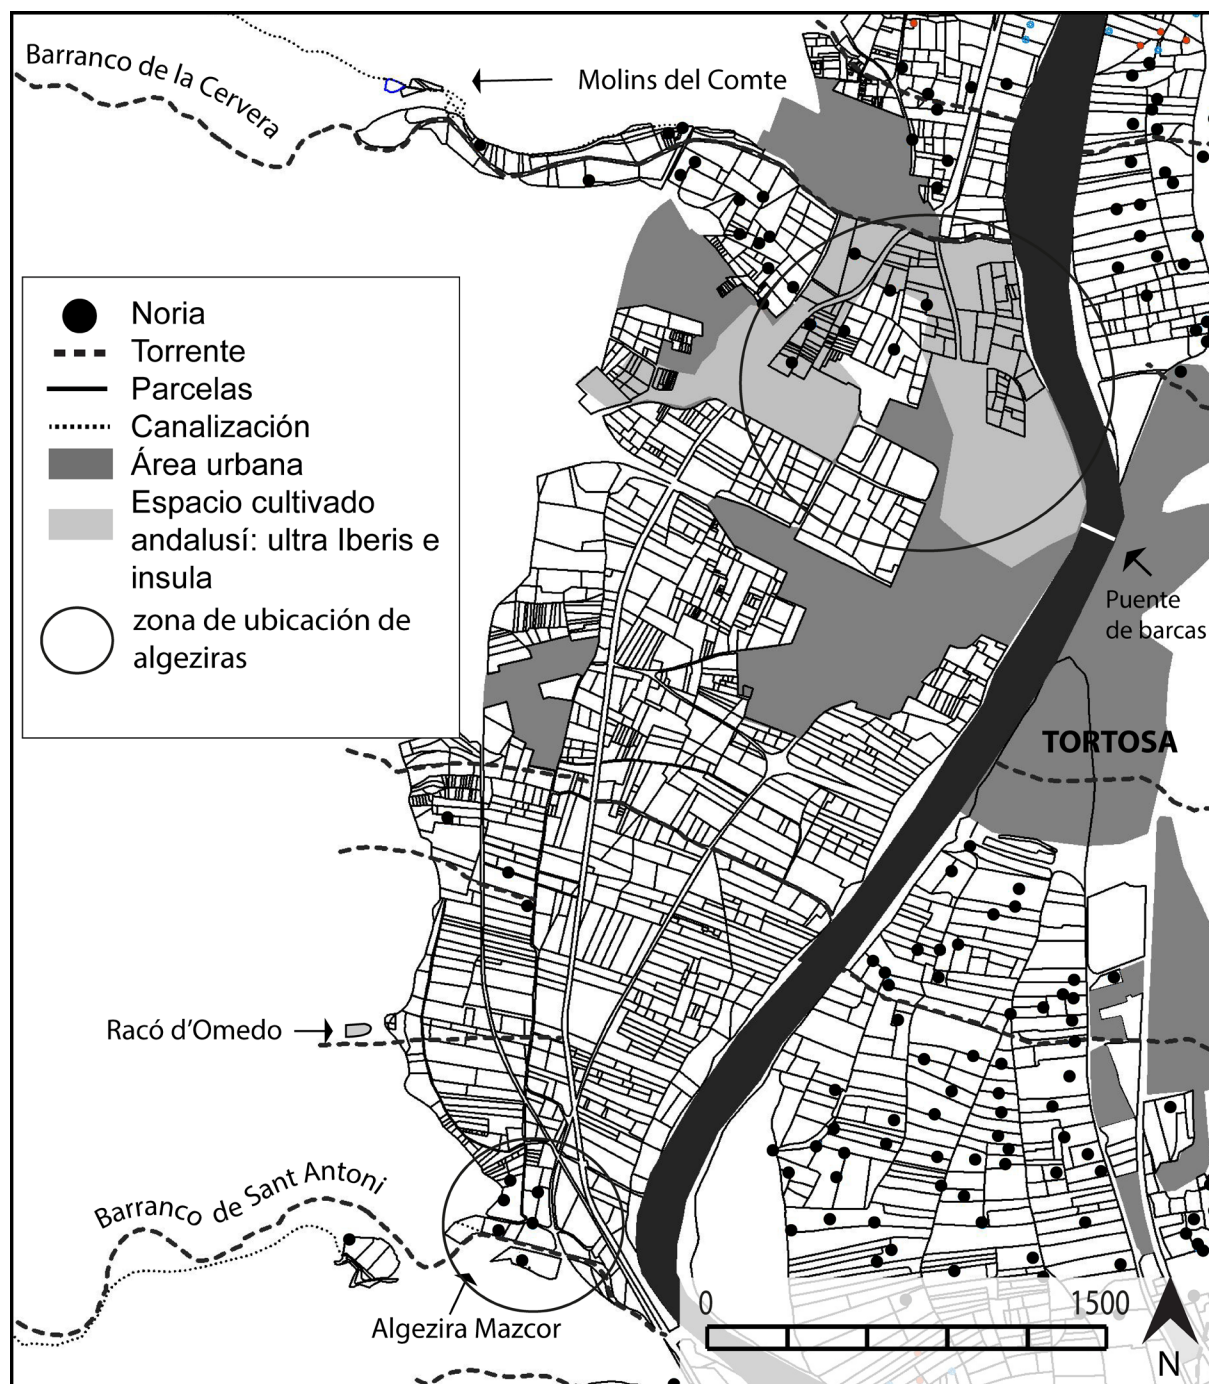 Barranco de la Cervera
Molins del Comte
Noria
Torrente
Parcelas
Canalización
Área urbana
Espacio cultivado
andalusí: ultra Iberis e
insula
zona de ubicación de
algeziras
Puente
de barcas
TORTOSA
Racó d'Omedo
Barranco de Sant Antoni
Algezira Mazcor
0 1500
N